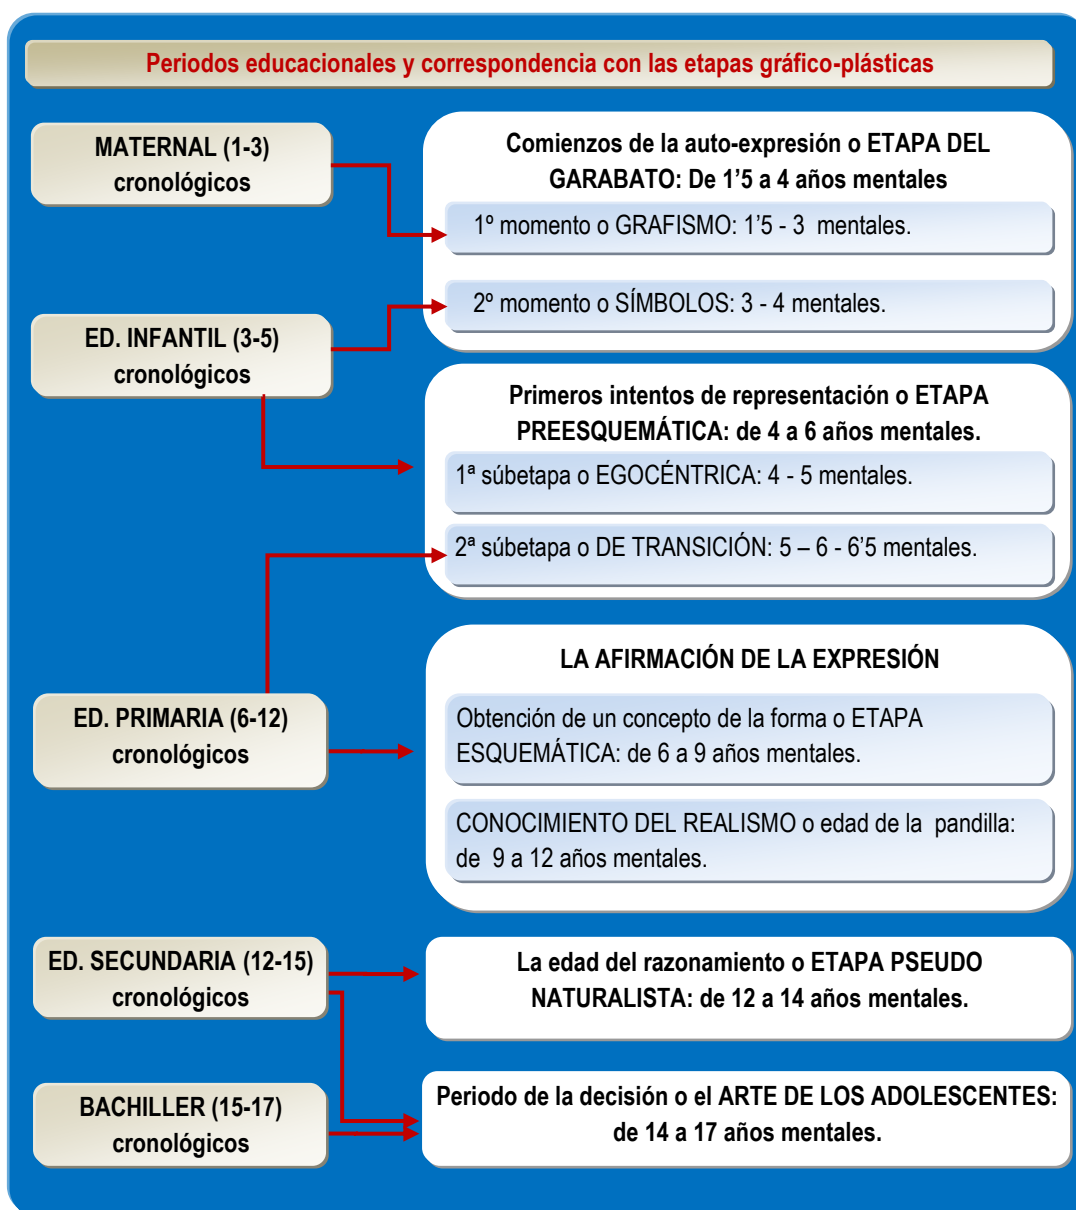 Periodos educacionales y correspondencia con las etapas gráfico-plásticas
MATERNAL (1-3)
cronológicos
Comienzos de la auto-expresión o ETAPA DEL
GARABATO: De 1’5 a 4 años mentales
1º momento o GRAFISMO: 1’5 - 3 mentales.
2º momento o SÍMBOLOS: 3 - 4 mentales.
ED. INFANTIL (3-5)
cronológicos
Primeros intentos de representación o ETAPA
PREESQUEMÁTICA: de 4 a 6 años mentales.
1ª súbetapa o EGOCÉNTRICA: 4 - 5 mentales.
2ª súbetapa o DE TRANSICIÓN: 5 – 6 - 6’5 mentales.
LA AFIRMACIÓN DE LA EXPRESIÓN
ED. PRIMARIA (6-12)
cronológicos
Obtención de un concepto de la forma o ETAPA
ESQUEMÁTICA: de 6 a 9 años mentales.
CONOCIMIENTO DEL REALISMO o edad de la pandilla:
de 9 a 12 años mentales.
ED. SECUNDARIA (12-15)
cronológicos
La edad del razonamiento o ETAPA PSEUDO
NATURALISTA: de 12 a 14 años mentales.
BACHILLER (15-17)
cronológicos
Periodo de la decisión o el ARTE DE LOS ADOLESCENTES:
de 14 a 17 años mentales.